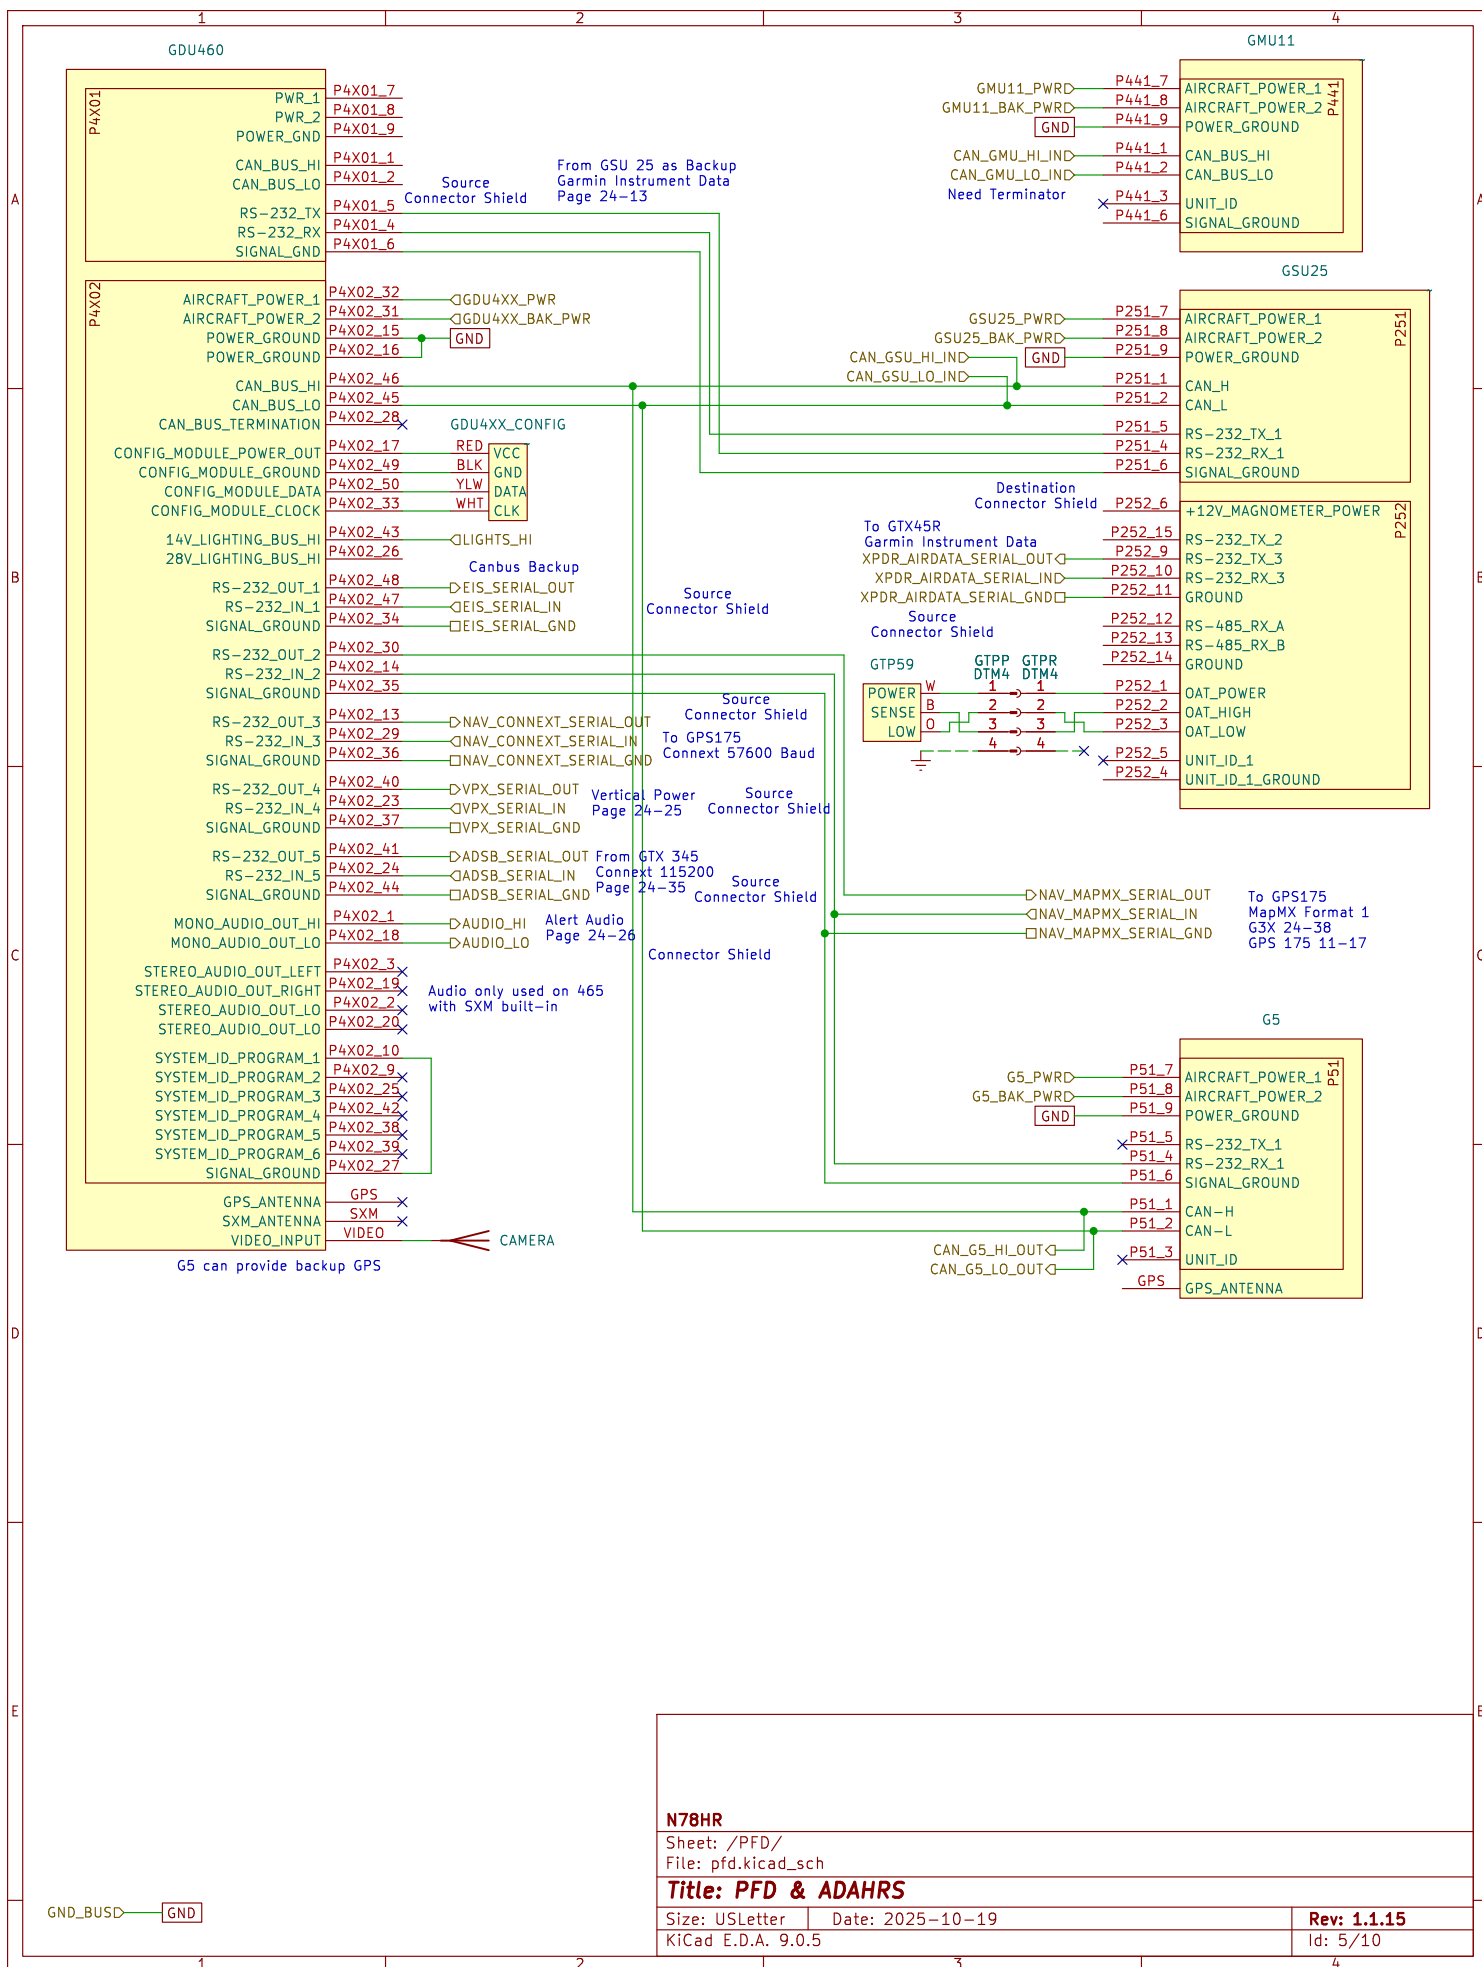 1
2
3
4
GDU460
P4X01
PWR_1 P4X01_7
PWR_2 P4X01_8
POWER_GND P4X01_9
CAN_BUS_HI P4X01_1
CAN_BUS_LO P4X01_2
RS-232_TX P4X01_5
RS-232_RX P4X01_4
SIGNAL_GND P4X01_6
Source
Connector Shield
From GSU 25 as Backup
Garmin Instrument Data
Page 24-13
P4X02
AIRCRAFT_POWER_1 P4X02_32 GDU4XX_PWR
AIRCRAFT_POWER_2 P4X02_31 GDU4XX_BAK_PWR
POWER_GROUND P4X02_15 GND
POWER_GROUND P4X02_16
CAN_BUS_HI P4X02_46
CAN_BUS_LO P4X02_45
CAN_BUS_TERMINATION P4X02_28
GDU4XX_CONFIG
CONFIG_MODULE_POWER_OUT P4X02_17 RED VCC
CONFIG_MODULE_GROUND P4X02_49 BLK GND
CONFIG_MODULE_DATA P4X02_50 YLW DATA
CONFIG_MODULE_CLOCK P4X02_33 WHT CLK
14V_LIGHTING_BUS_HI P4X02_43 LIGHTS_HI
28V_LIGHTING_BUS_HI P4X02_26
Canbus Backup
RS-232_OUT_1 P4X02_48 EIS_SERIAL_OUT
RS-232_IN_1 P4X02_47 EIS_SERIAL_IN
SIGNAL_GROUND P4X02_34 EIS_SERIAL_GND
Source
Connector Shield
RS-232_OUT_2 P4X02_30
RS-232_IN_2 P4X02_14
SIGNAL_GROUND P4X02_35
Source
Connector Shield
RS-232_OUT_3 P4X02_13 NAV_CONNEXT_SERIAL_OUT
RS-232_IN_3 P4X02_29 NAV_CONNEXT_SERIAL_IN
SIGNAL_GROUND P4X02_36 NAV_CONNEXT_SERIAL_GND
To GPS175
Connext 57600 Baud
RS-232_OUT_4 P4X02_40 VPX_SERIAL_OUT
RS-232_IN_4 P4X02_23 VPX_SERIAL_IN
SIGNAL_GROUND P4X02_37 VPX_SERIAL_GND
Vertical Power
Page 24-25
Source
Connector Shield
RS-232_OUT_5 P4X02_41 ADSB_SERIAL_OUT
RS-232_IN_5 P4X02_24 ADSB_SERIAL_IN
SIGNAL_GROUND P4X02_44 ADSB_SERIAL_GND
From GTX 345
Connext 115200
Page 24-35
Source
Connector Shield
MONO_AUDIO_OUT_HI P4X02_1 AUDIO_HI
MONO_AUDIO_OUT_LO P4X02_18 AUDIO_LO
Alert Audio
Page 24-26
Connector Shield
STEREO_AUDIO_OUT_LEFT P4X02_3
STEREO_AUDIO_OUT_RIGHT P4X02_19
STEREO_AUDIO_OUT_LO P4X02_2
STEREO_AUDIO_OUT_LO P4X02_20
Audio only used on 465
with SXM built-in
SYSTEM_ID_PROGRAM_1 P4X02_10
SYSTEM_ID_PROGRAM_2 P4X02_9
SYSTEM_ID_PROGRAM_3 P4X02_25
SYSTEM_ID_PROGRAM_4 P4X02_42
SYSTEM_ID_PROGRAM_5 P4X02_38
SYSTEM_ID_PROGRAM_6 P4X02_39
SIGNAL_GROUND P4X02_27
GPS_ANTENNA GPS
SXM_ANTENNA SXM
VIDEO_INPUT VIDEO CAMERA
G5 can provide backup GPS
GMU11
P441
GMU11_PWR P441_7 AIRCRAFT_POWER_1
GMU11_BAK_PWR P441_8 AIRCRAFT_POWER_2
GND P441_9 POWER_GROUND
CAN_GMU_HI_IN P441_1 CAN_BUS_HI
CAN_GMU_LO_IN P441_2 CAN_BUS_LO
Need Terminator
P441_3 UNIT_ID
P441_6 SIGNAL_GROUND
GSU25
P251
GSU25_PWR P251_7 AIRCRAFT_POWER_1
GSU25_BAK_PWR P251_8 AIRCRAFT_POWER_2
CAN_GSU_HI_IN GND P251_9 POWER_GROUND
CAN_GSU_LO_IN
P251_1 CAN_H
P251_2 CAN_L
P251_5 RS-232_TX_1
P251_4 RS-232_RX_1
P251_6 SIGNAL_GROUND
Destination
Connector Shield
P252
P252_6 +12V_MAGNOMETER_POWER
To GTX45R
Garmin Instrument Data
P252_15 RS-232_TX_2
XPDR_AIRDATA_SERIAL_OUT P252_9 RS-232_TX_3
XPDR_AIRDATA_SERIAL_IN P252_10 RS-232_RX_3
XPDR_AIRDATA_SERIAL_GND P252_11 GROUND
Source
Connector Shield
P252_12 RS-485_RX_A
P252_13 RS-485_RX_B
P252_14 GROUND
GTP59
GTPP GTPR
DTM4 DTM4
POWER W 1 1 P252_1 OAT_POWER
SENSE B 2 2 P252_2 OAT_HIGH
LOW O 3 3 P252_3 OAT_LOW
4 4
P252_5 UNIT_ID_1
P252_4 UNIT_ID_1_GROUND
NAV_MAPMX_SERIAL_OUT
NAV_MAPMX_SERIAL_IN
NAV_MAPMX_SERIAL_GND
To GPS175
MapMX Format 1
G3X 24-38
GPS 175 11-17
G5
P51
G5_PWR P51_7 AIRCRAFT_POWER_1
G5_BAK_PWR P51_8 AIRCRAFT_POWER_2
GND P51_9 POWER_GROUND
P51_5 RS-232_TX_1
P51_4 RS-232_RX_1
P51_6 SIGNAL_GROUND
P51_1 CAN-H
P51_2 CAN-L
CAN_G5_HI_OUT
CAN_G5_LO_OUT
P51_3 UNIT_ID
GPS GPS_ANTENNA
A
B
C
D
E
GND_BUS GND
N78HR
Sheet: /PFD/
File: pfd.kicad_sch
Title: PFD & ADAHRS
Size: USLetter Date: 2025-10-19 Rev: 1.1.15
KiCad E.D.A. 9.0.5 Id: 5/10
1
2
3
4